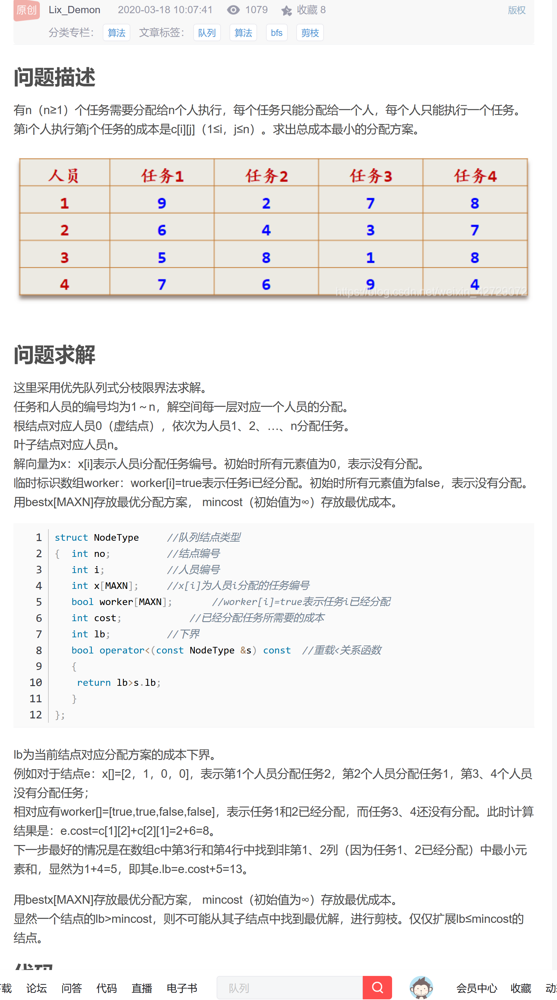 原创 Lix_Demon 2020-03-18 10:07:41 1079 收藏 8 版权
分类专栏： 算法 文章标签： 队列 算法 bfs 剪枝
问题描述
有n（n≥1）个任务需要分配给n个人执行，每个任务只能分配给一个人，每个人只能执行一个任务。
第i个人执行第j个任务的成本是c[i][j]（1≤i，j≤n）。求出总成本最小的分配方案。
人员 任务1 任务2 任务3 任务4
1 9 2 7 8
2 6 4 3 7
3 5 8 1 8
4 7 6 9 4
https://blog.csdn.net/weixin_42729072
问题求解
这里采用优先队列式分枝限界法求解。
任务和人员的编号均为1～n，解空间每一层对应一个人员的分配。
根结点对应人员0（虚结点），依次为人员1、2、…、n分配任务。
叶子结点对应人员n。
解向量为x：x[i]表示人员i分配任务编号。初始时所有元素值为0，表示没有分配。
临时标识数组worker：worker[i]=true表示任务i已经分配。初始时所有元素值为false，表示没有分配。
用bestx[MAXN]存放最优分配方案， mincost（初始值为∞）存放最优成本。
1 struct NodeType //队列结点类型
2 { int no; //结点编号
3 int i; //人员编号
4 int x[MAXN]; //x[i]为人员i分配的任务编号
5 bool worker[MAXN]; //worker[i]=true表示任务i已经分配
6 int cost; //已经分配任务所需要的成本
7 int lb; //下界
8 bool operator<(const NodeType &s) const //重载<关系函数
9 {
10 return lb>s.lb;
11 }
12 };
lb为当前结点对应分配方案的成本下界。
例如对于结点e：x[]=[2，1，0，0]，表示第1个人员分配任务2，第2个人员分配任务1，第3、4个人员
没有分配任务；
相对应有worker[]=[true,true,false,false]，表示任务1和2已经分配，而任务3、4还没有分配。此时计算
结果是：e.cost=c[1][2]+c[2][1]=2+6=8。
下一步最好的情况是在数组c中第3行和第4行中找到非第1、2列（因为任务1、2已经分配）中最小元
素和，显然为1+4=5，即其e.lb=e.cost+5=13。
用bestx[MAXN]存放最优分配方案， mincost（初始值为∞）存放最优成本。
显然一个结点的lb>mincost，则不可能从其子结点中找到最优解，进行剪枝。仅仅扩展lb≤mincost的
结点。
代码
载 论坛 问答 代码 直播 电子书 队列 会员中心 收藏 动